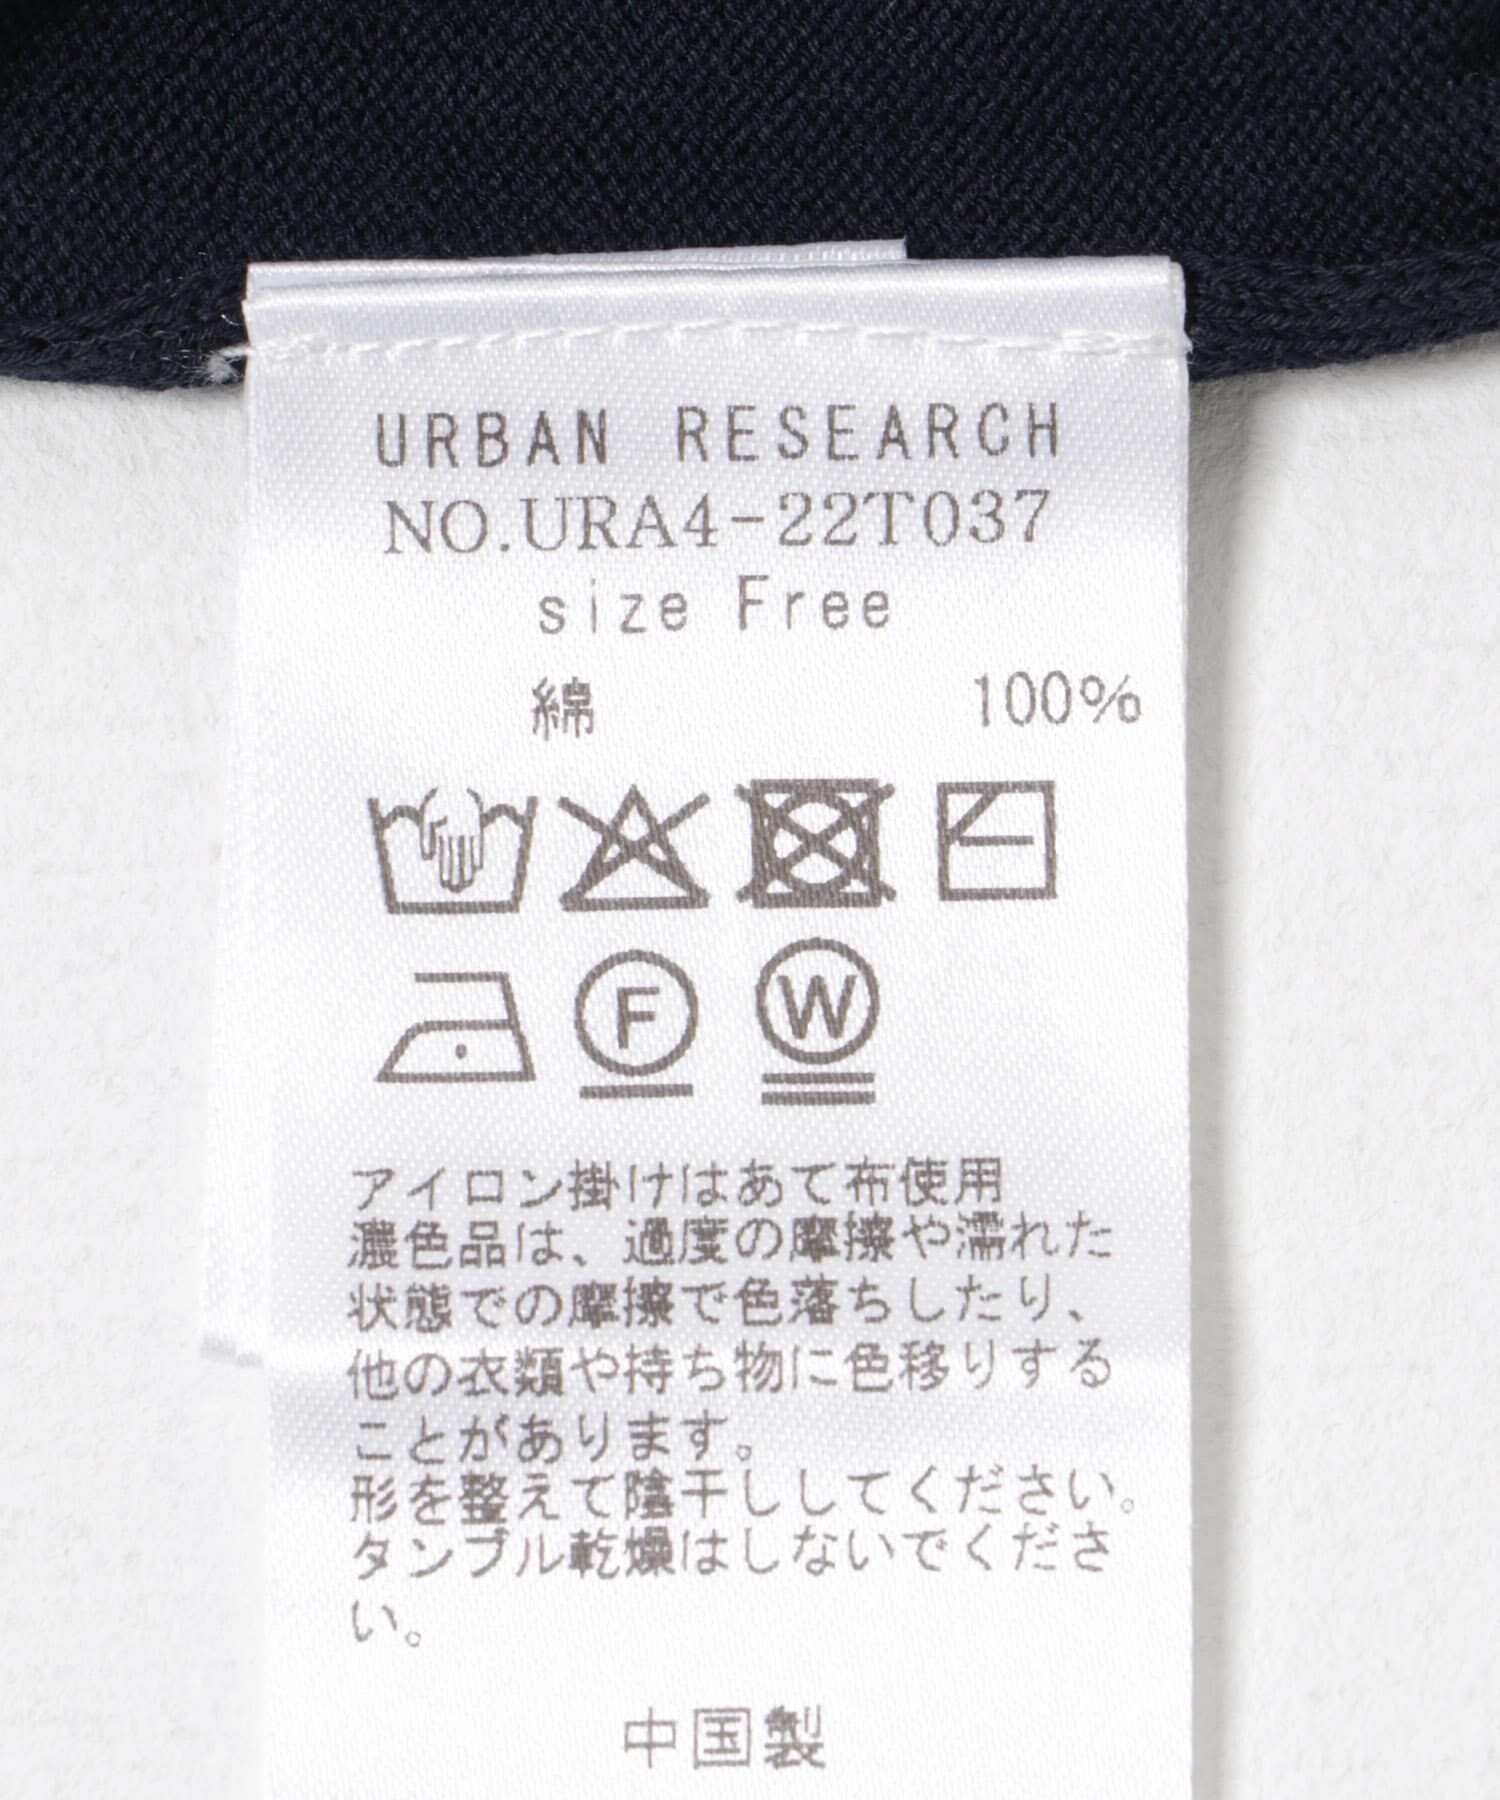 URBAN RESEARCH
NO.URA4-22T037
size Free
綿 100%
F W
アイロン掛けはあて布使用
濃色品は、過度の摩擦や濡れた
状態での摩擦で色落ちしたり、
他の衣類や持ち物に色移りする
ことがあります。
形を整えて陰干ししてください。
タンブル乾燥はしないでくださ
い。
中国製